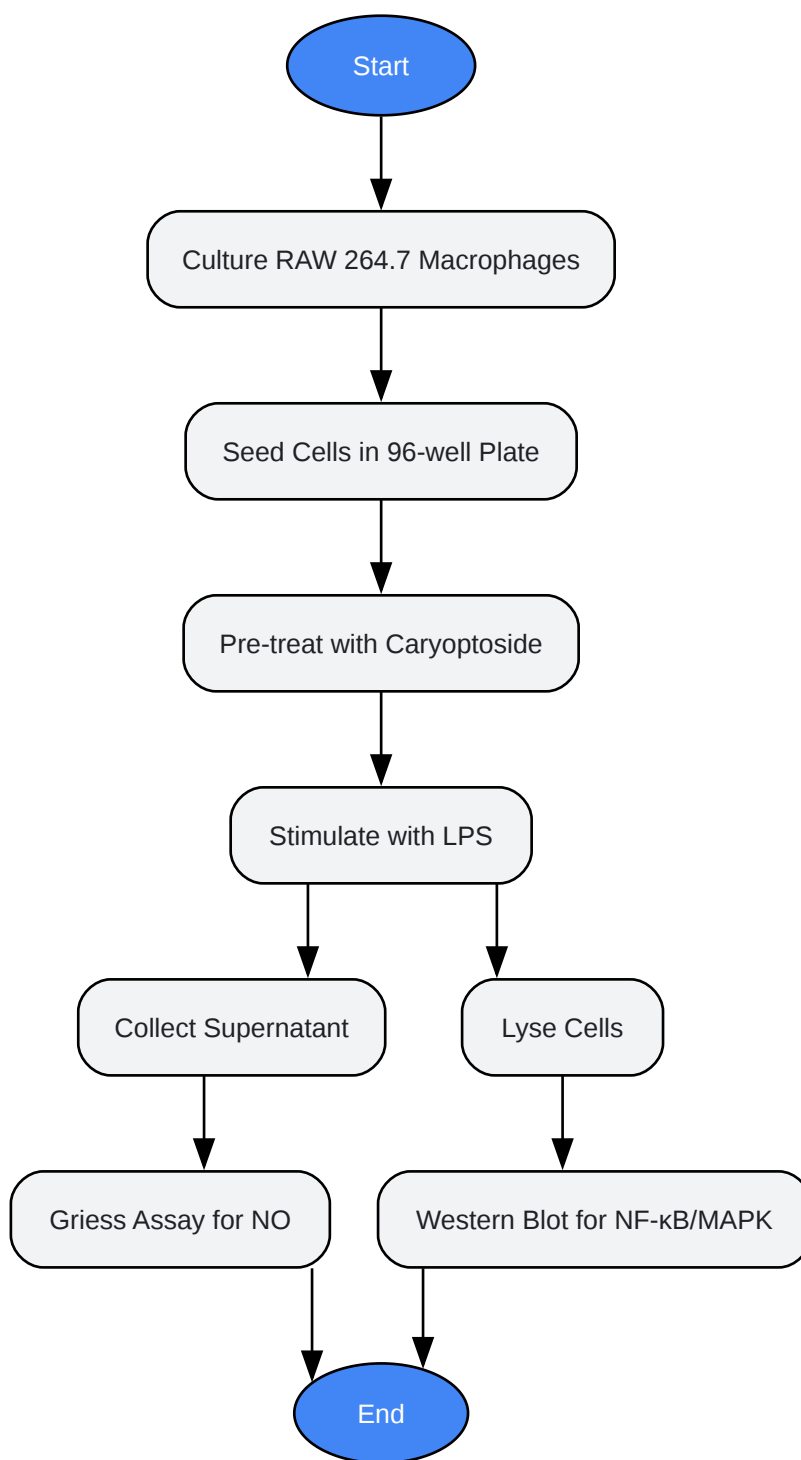 Start
Culture RAW 264.7 Macrophages
Seed Cells in 96-well Plate
Pre-treat with Caryoptoside
Stimulate with LPS
Collect Supernatant
Lyse Cells
Griess Assay for NO
Western Blot for NF-κB/MAPK
End